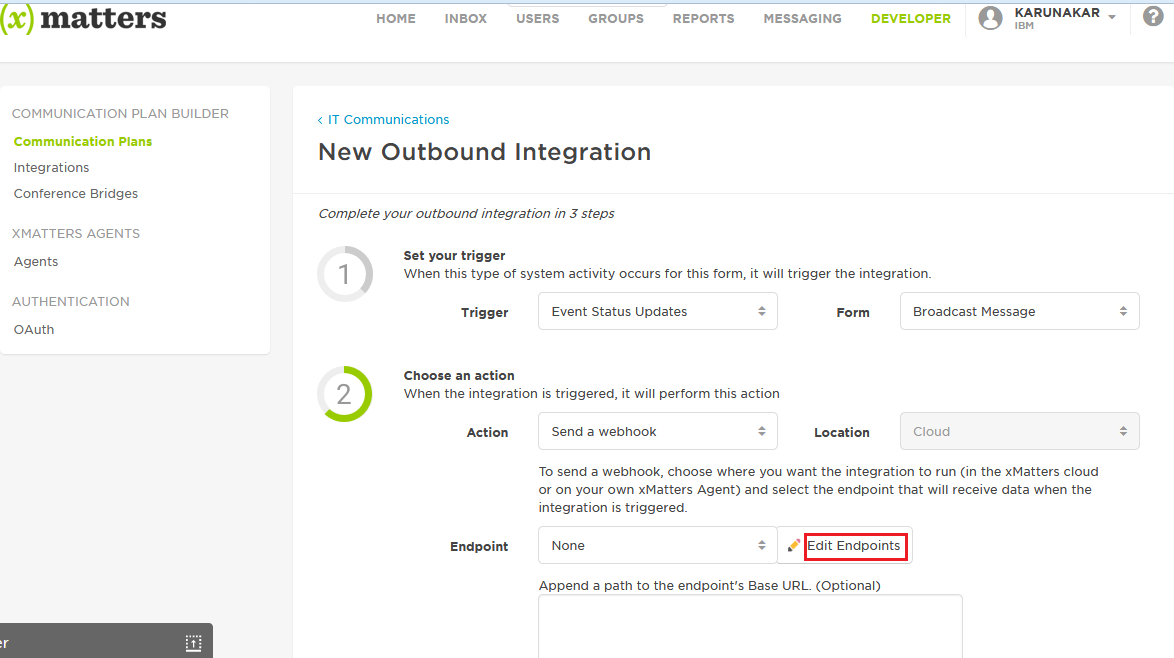 (x) matters
HOME INBOX USERS GROUPS REPORTS MESSAGING DEVELOPER KARUNAKAR ?
IBM
COMMUNICATION PLAN BUILDER
Communication Plans
Integrations
Conference Bridges
XMATTERS AGENTS
Agents
AUTHENTICATION
OAuth
< IT Communications
New Outbound Integration
Complete your outbound integration in 3 steps
1
Set your trigger
When this type of system activity occurs for this form, it will trigger the integration.
Trigger Event Status Updates Form Broadcast Message
2
Choose an action
When the integration is triggered, it will perform this action
Action Send a webhook Location Cloud
To send a webhook, choose where you want the integration to run (in the xMatters cloud
or on your own xMatters Agent) and select the endpoint that will receive data when the
integration is triggered.
Endpoint None Edit Endpoints
Append a path to the endpoint's Base URL. (Optional)
er